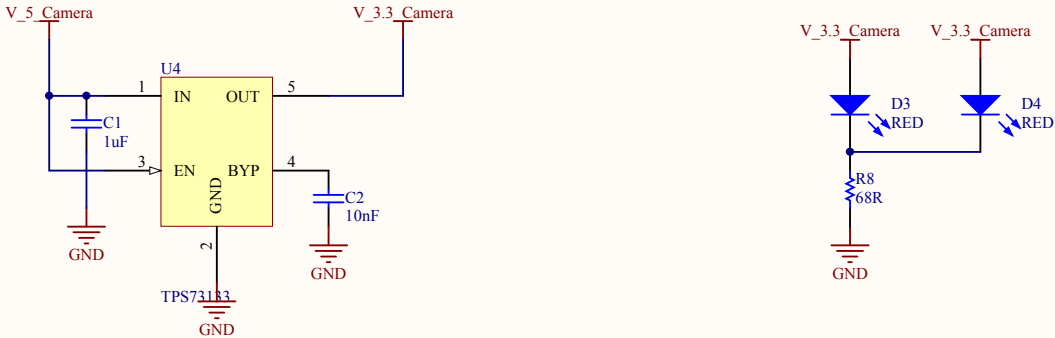 V_5_Camera
V_3.3_Camera
V_3.3_Camera
V_3.3_Camera
U4
1
IN
OUT
5
D3
RED
D4
RED
C1
1uF
3
EN
BYP
4
GND
R8
68R
C2
10nF
2
GND
GND
GND
TPS73133
GND